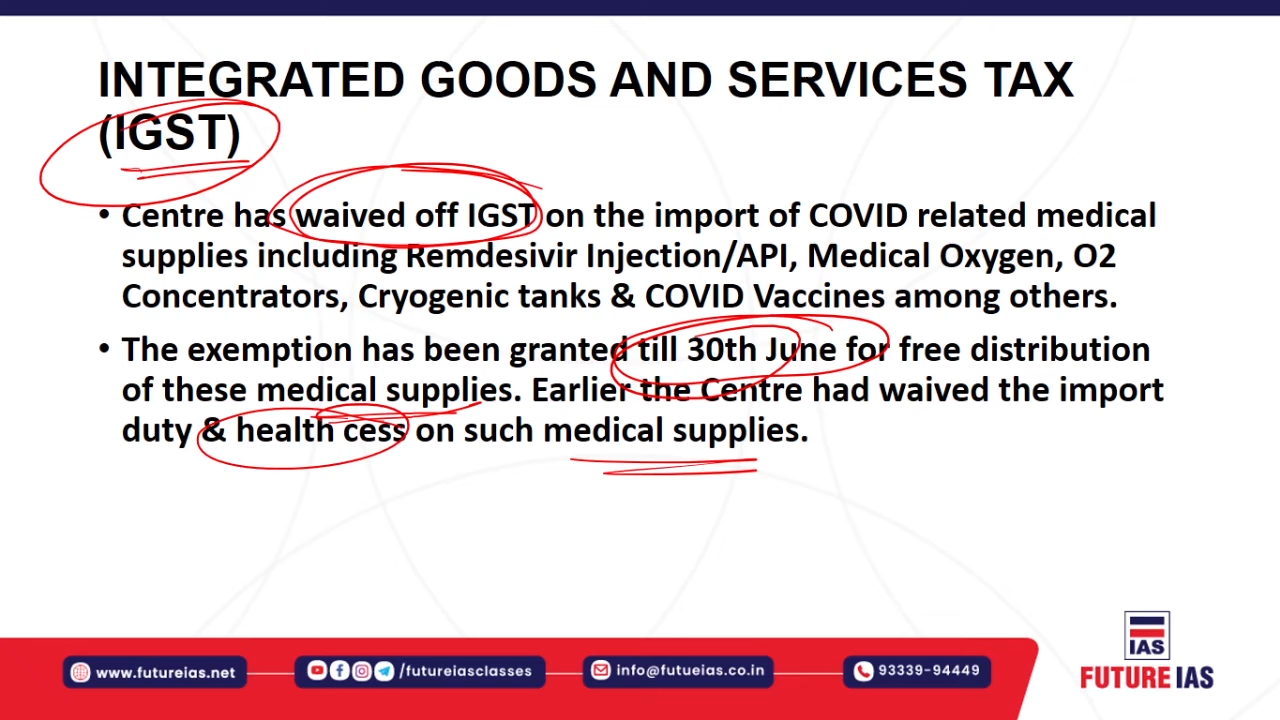 INTEGRATED GOODS AND SERVICES TAX
(IGST)
• Centre has waived off IGST on the import of COVID related medical
supplies including Remdesivir Injection/API, Medical Oxygen, O2
Concentrators, Cryogenic tanks & COVID Vaccines among others.
• The exemption has been granted till 30th June for free distribution
of these medical supplies. Earlier the Centre had waived the import
duty & health cess on such medical supplies.
IAS
FUTURE IAS
www.futureias.net
/futureiasclasses
info@futueias.co.in
93339-94449